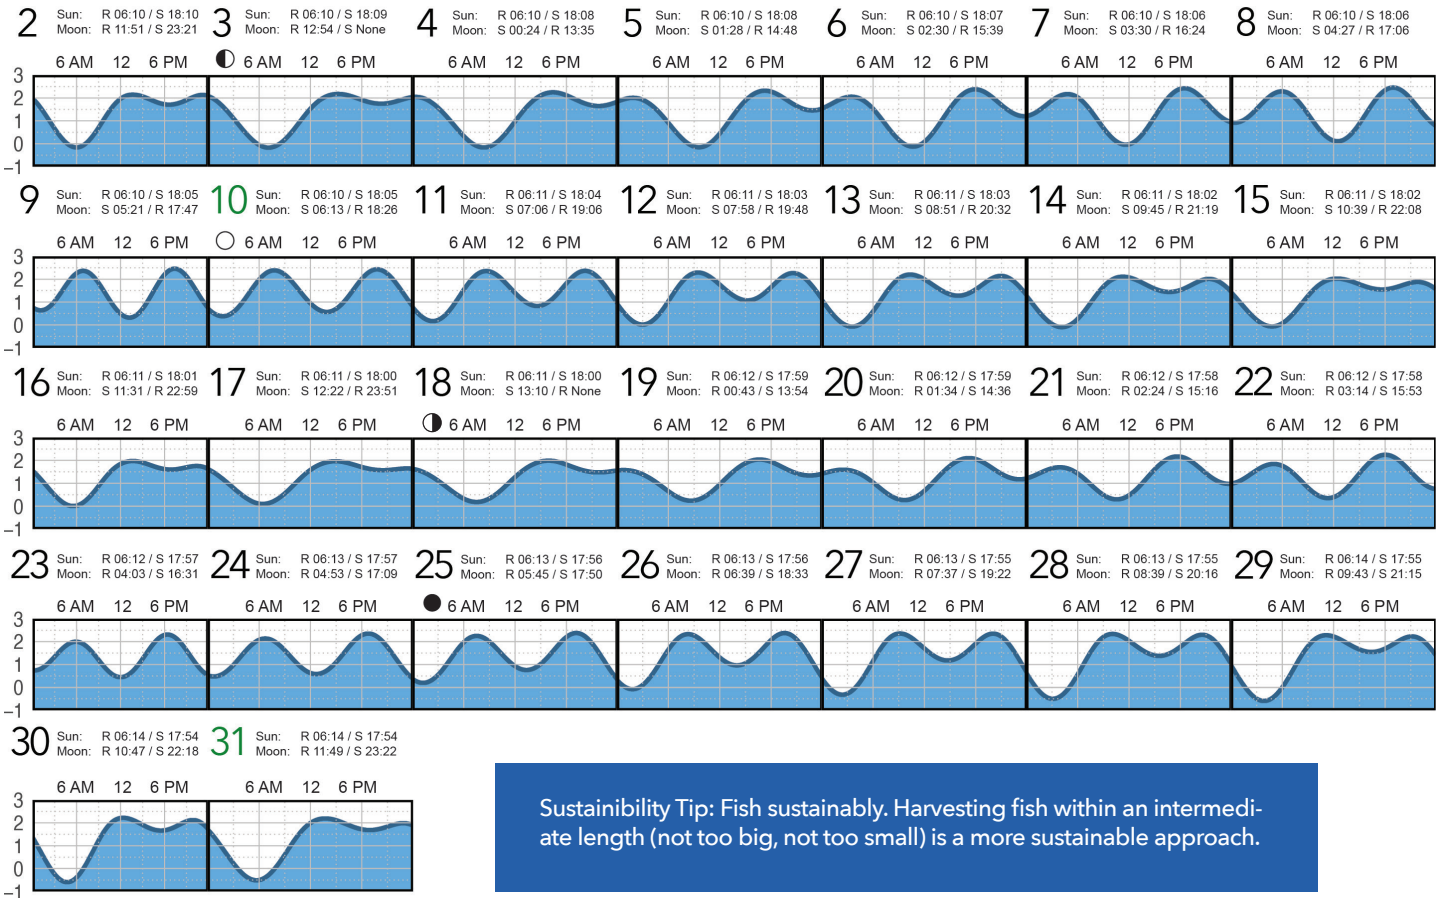 2 Sun: R 06:10 / S 18:10 3 Sun: R 06:10 / S 18:09 4 Sun: R 06:10 / S 18:08 5 Sun: R 06:10 / S 18:08 6 Sun: R 06:10 / S 18:07 7 Sun: R 06:10 / S 18:06 8 Sun: R 06:10 / S 18:06
Moon: R 11:51 / S 23:21 Moon: R 12:54 / S None Moon: S 00:24 / R 13:35 Moon: S 01:28 / R 14:48 Moon: S 02:30 / R 15:39 Moon: S 03:30 / R 16:24 Moon: S 04:27 / R 17:06
6 AM 12 6 PM 6 AM 12 6 PM 6 AM 12 6 PM 6 AM 12 6 PM 6 AM 12 6 PM 6 AM 12 6 PM 6 AM 12 6 PM
3
2
1
0
−1
9 Sun: R 06:10 / S 18:05 10 Sun: R 06:10 / S 18:05 11 Sun: R 06:11 / S 18:04 12 Sun: R 06:11 / S 18:03 13 Sun: R 06:11 / S 18:03 14 Sun: R 06:11 / S 18:02 15 Sun: R 06:11 / S 18:02
Moon: S 05:21 / R 17:47 Moon: S 06:13 / R 18:26 Moon: S 07:06 / R 19:06 Moon: S 07:58 / R 19:48 Moon: S 08:51 / R 20:32 Moon: S 09:45 / R 21:19 Moon: S 10:39 / R 22:08
6 AM 12 6 PM 6 AM 12 6 PM 6 AM 12 6 PM 6 AM 12 6 PM 6 AM 12 6 PM 6 AM 12 6 PM 6 AM 12 6 PM
3
2
1
0
−1
16 Sun: R 06:11 / S 18:01 17 Sun: R 06:11 / S 18:00 18 Sun: R 06:11 / S 18:00 19 Sun: R 06:12 / S 17:59 20 Sun: R 06:12 / S 17:59 21 Sun: R 06:12 / S 17:58 22 Sun: R 06:12 / S 17:58
Moon: S 11:31 / R 22:59 Moon: S 12:22 / R 23:51 Moon: S 13:10 / R None Moon: R 00:43 / S 13:54 Moon: R 01:34 / S 14:36 Moon: R 02:24 / S 15:16 Moon: R 03:14 / S 15:53
6 AM 12 6 PM 6 AM 12 6 PM 6 AM 12 6 PM 6 AM 12 6 PM 6 AM 12 6 PM 6 AM 12 6 PM 6 AM 12 6 PM
3
2
1
0
−1
23 Sun: R 06:12 / S 17:57 24 Sun: R 06:13 / S 17:57 25 Sun: R 06:13 / S 17:56 26 Sun: R 06:13 / S 17:56 27 Sun: R 06:13 / S 17:55 28 Sun: R 06:13 / S 17:55 29 Sun: R 06:14 / S 17:55
Moon: R 04:03 / S 16:31 Moon: R 04:53 / S 17:09 Moon: R 05:45 / S 17:50 Moon: R 06:39 / S 18:33 Moon: R 07:37 / S 19:22 Moon: R 08:39 / S 20:16 Moon: R 09:43 / S 21:15
6 AM 12 6 PM 6 AM 12 6 PM 6 AM 12 6 PM 6 AM 12 6 PM 6 AM 12 6 PM 6 AM 12 6 PM 6 AM 12 6 PM
3
2
1
0
−1
30 Sun: R 06:14 / S 17:54 31 Sun: R 06:14 / S 17:54
Moon: R 10:47 / S 22:18 Moon: R 11:49 / S 23:22
6 AM 12 6 PM 6 AM 12 6 PM
3
2
1
0
−1
Sustainibility Tip: Fish sustainably. Harvesting fish within an intermedi-
ate length (not too big, not too small) is a more sustainable approach.